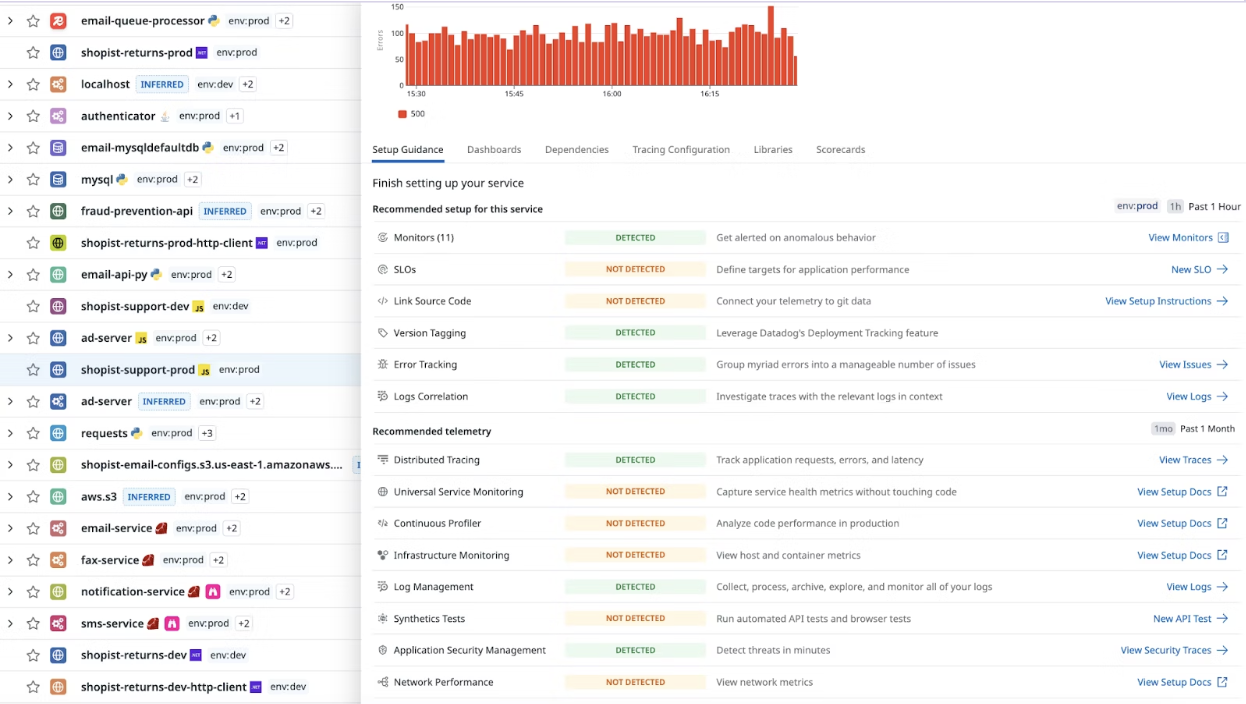 email-queue-processor env:prod +2
shopist-returns-prod .NET env:prod
localhost INFERRED env:dev +2
authenticator env:prod +1
email-mysqldefaultdb env:prod +2
mysql env:prod +2
fraud-prevention-api INFERRED env:prod +2
shopist-returns-prod-http-client .NET env:prod
email-api-py env:prod +2
shopist-support-dev JS env:dev
ad-server JS env:prod +2
shopist-support-prod JS env:prod
ad-server INFERRED env:prod +2
requests env:prod +3
shopist-email-configs.s3.us-east-1.amazonaws....
aws.s3 INFERRED env:prod +2
email-service env:prod +2
fax-service env:prod +2
notification-service env:prod +2
sms-service env:prod +2
shopist-returns-dev .NET env:dev
shopist-returns-dev-http-client .NET env:dev
Errors
150
100
50
0
15:30 15:45 16:00 16:15
500
Setup Guidance Dashboards Dependencies Tracing Configuration Libraries Scorecards
Finish setting up your service
Recommended setup for this service env:prod 1h Past 1 Hour
Monitors (11) DETECTED Get alerted on anomalous behavior View Monitors
SLOs NOT DETECTED Define targets for application performance New SLO
Link Source Code NOT DETECTED Connect your telemetry to git data View Setup Instructions
Version Tagging DETECTED Leverage Datadog's Deployment Tracking feature
Error Tracking DETECTED Group myriad errors into a manageable number of issues View Issues
Logs Correlation DETECTED Investigate traces with the relevant logs in context View Logs
Recommended telemetry 1mo Past 1 Month
Distributed Tracing DETECTED Track application requests, errors, and latency View Traces
Universal Service Monitoring NOT DETECTED Capture service health metrics without touching code View Setup Docs
Continuous Profiler NOT DETECTED Analyze code performance in production View Setup Docs
Infrastructure Monitoring NOT DETECTED View host and container metrics View Setup Docs
Log Management DETECTED Collect, process, archive, explore, and monitor all of your logs View Logs
Synthetics Tests NOT DETECTED Run automated API tests and browser tests New API Test
Application Security Management DETECTED Detect threats in minutes View Security Traces
Network Performance NOT DETECTED View network metrics View Setup Docs